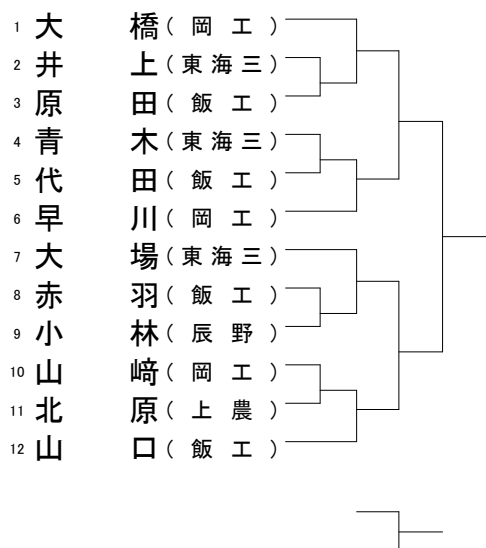 1 大 橋 ( 岡 工 )
2 井 上 ( 東 海 三 )
3 原 田 ( 飯 工 )
4 青 木 ( 東 海 三 )
5 代 田 ( 飯 工 )
6 早 川 ( 岡 工 )
7 大 場 ( 東 海 三 )
8 赤 羽 ( 飯 工 )
9 小 林 ( 辰 野 )
10 山 﨑 ( 岡 工 )
11 北 原 ( 上 農 )
12 山 口 ( 飯 工 )